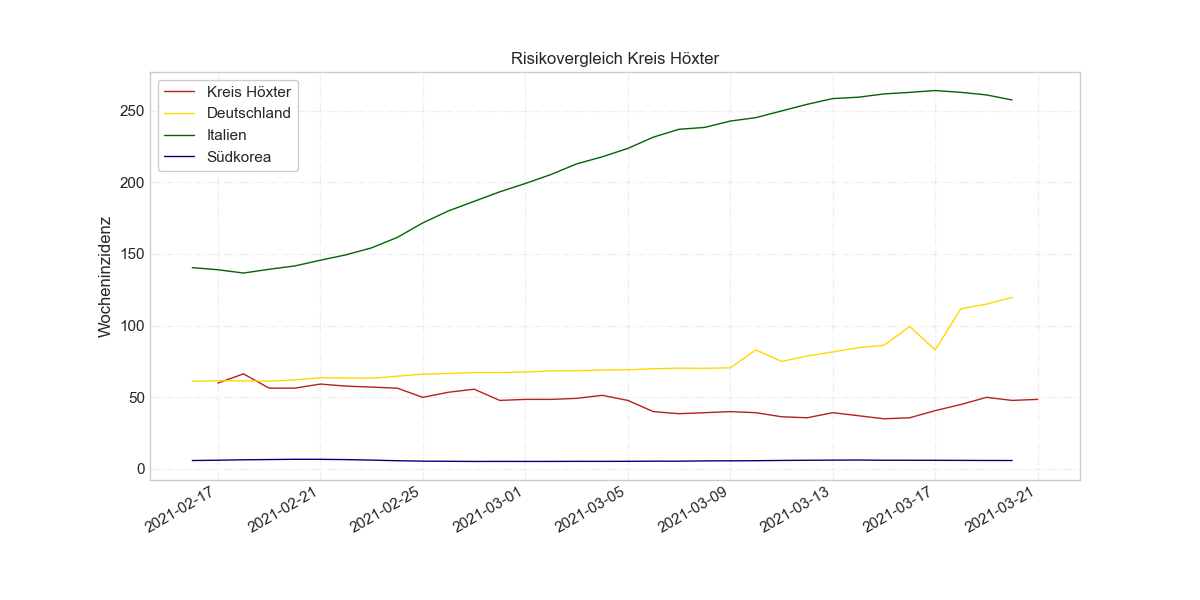 Risikovergleich Kreis Höxter
Kreis Höxter
Deutschland
Italien
Südkorea
Wocheninzidenz
250
200
150
100
50
0
2021-02-17
2021-02-21
2021-02-25
2021-03-01
2021-03-05
2021-03-09
2021-03-13
2021-03-17
2021-03-21